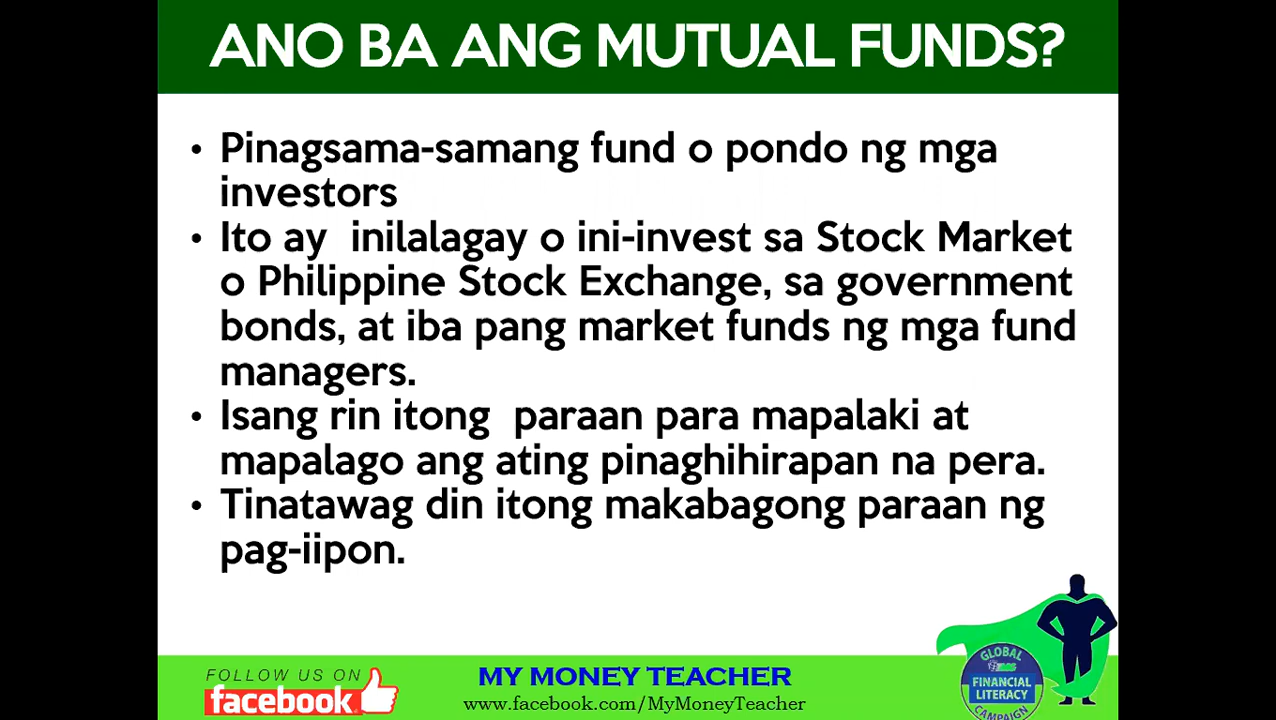 ANO BA ANG MUTUAL FUNDS?
• Pinagsama-samang fund o pondo ng mga
investors
• Ito ay inilalagay o ini-invest sa Stock Market
o Philippine Stock Exchange, sa government
bonds, at iba pang market funds ng mga fund
managers.
• Isang rin itong paraan para mapalaki at
mapalago ang ating pinaghihirapan na pera.
• Tinatawag din itong makabagong paraan ng
pag-iipon.
FOLLOW US ON
facebook
MY MONEY TEACHER
www.facebook.com/MyMoneyTeacher
GLOBAL
FINANCIAL
LITERACY
CAMPAIGN